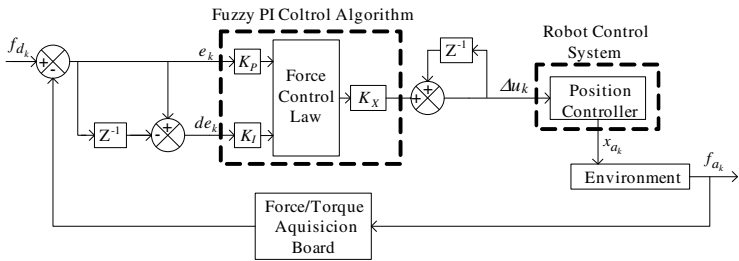 Fuzzy PI Coltrol Algorithm
Robot Control
System
f_{d_k}
+
-
e_k
K_P
Force
Control
Law
K_X
Z^{-1}
+
+
Δu_k
Position
Controller
Z^{-1}
-
+
de_k
K_I
x_{a_k}
f_{a_k}
Environment
Force/Torque
Aquisicion
Board